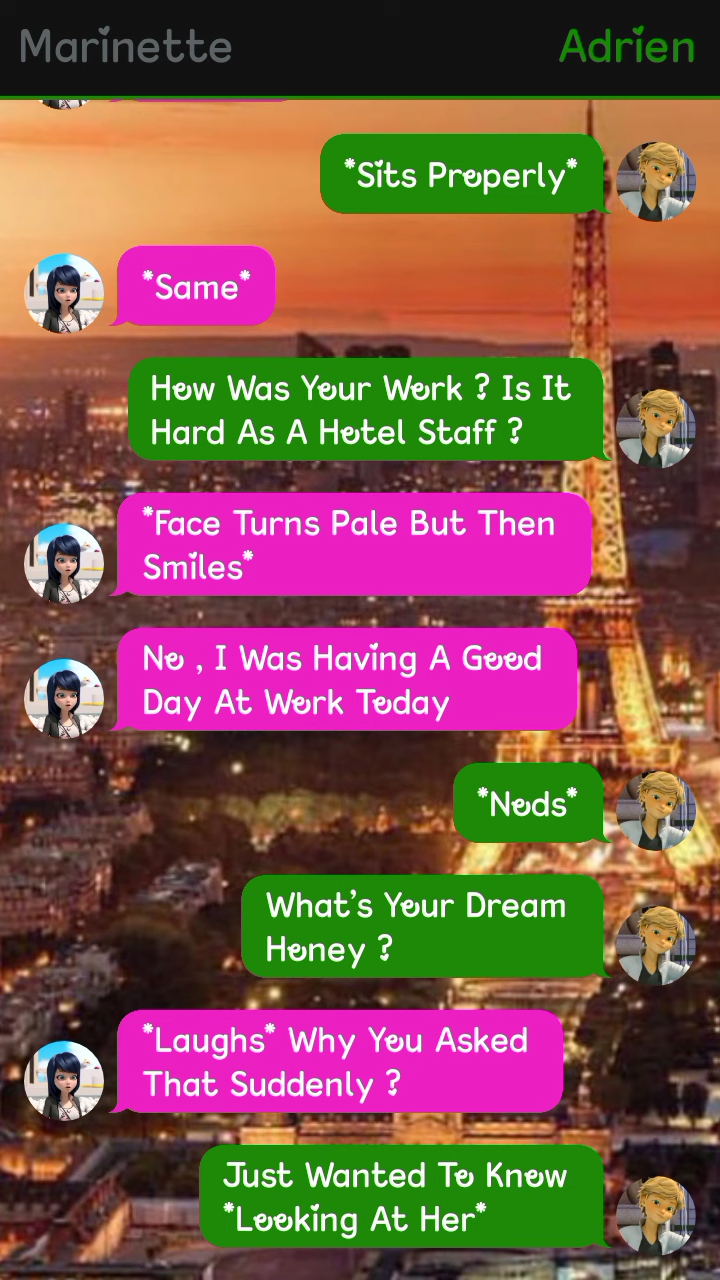 Marinette
Adrien
*Sits Properly*
*Same*
How Was Your Work ? Is It
Hard As A Hotel Staff ?
*Face Turns Pale But Then
Smiles*
No , I Was Having A Good
Day At Work Today
*Nods*
What's Your Dream
Honey ?
*Laughs* Why You Asked
That Suddenly ?
Just Wanted To Know
*Looking At Her*